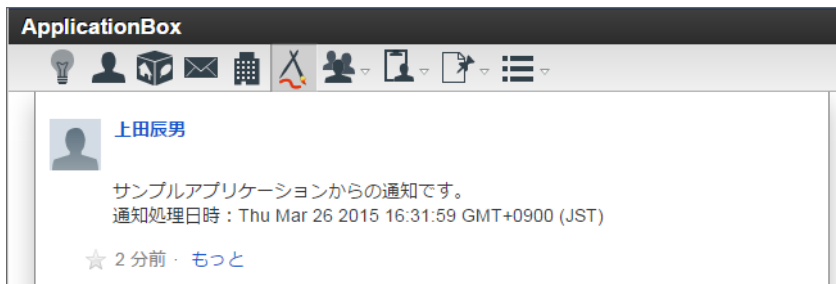 ApplicationBox
上田辰男
サンプルアプリケーションからの通知です。
通知処理日時：Thu Mar 26 2015 16:31:59 GMT+0900 (JST)
2 分前 · もっと